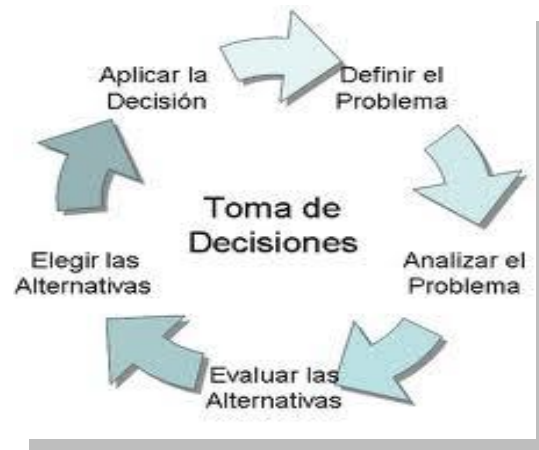 Aplicar la
Decisión
Definir el
Problema
Toma de
Decisiones
Analizar el
Problema
Elegir las
Alternativas
Evaluar las
Alternativas